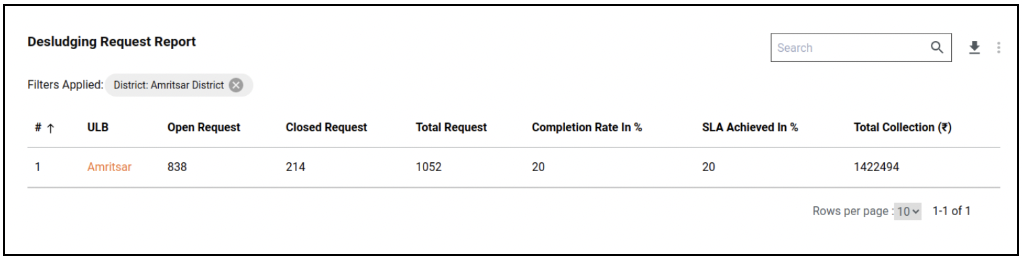 Desludging Request Report
Search
Filters Applied: District: Amritsar District
# ↑ ULB Open Request Closed Request Total Request Completion Rate In % SLA Achieved In % Total Collection (₹)
1 Amritsar 838 214 1052 20 20 1422494
Rows per page : 10 1-1 of 1